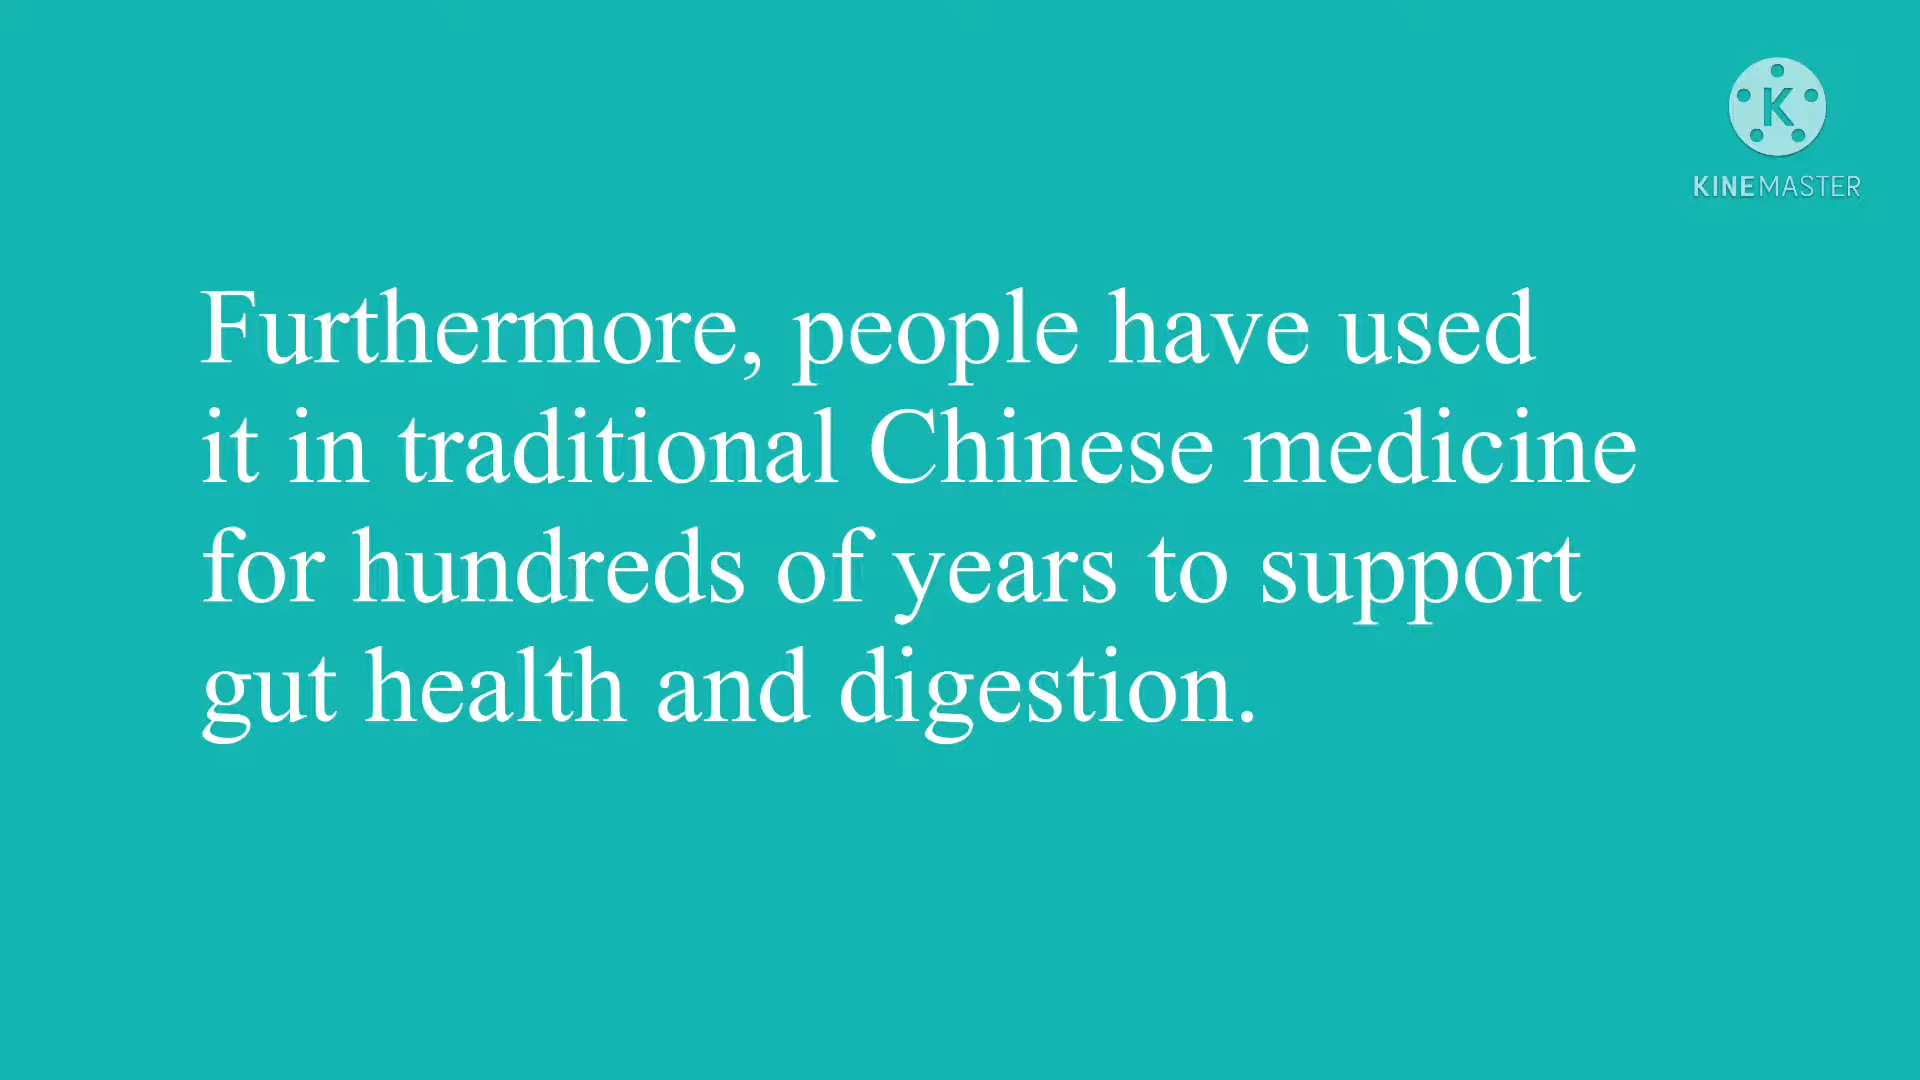 K
KINEMASTER
Furthermore, people have used
it in traditional Chinese medicine
for hundreds of years to support
gut health and digestion.